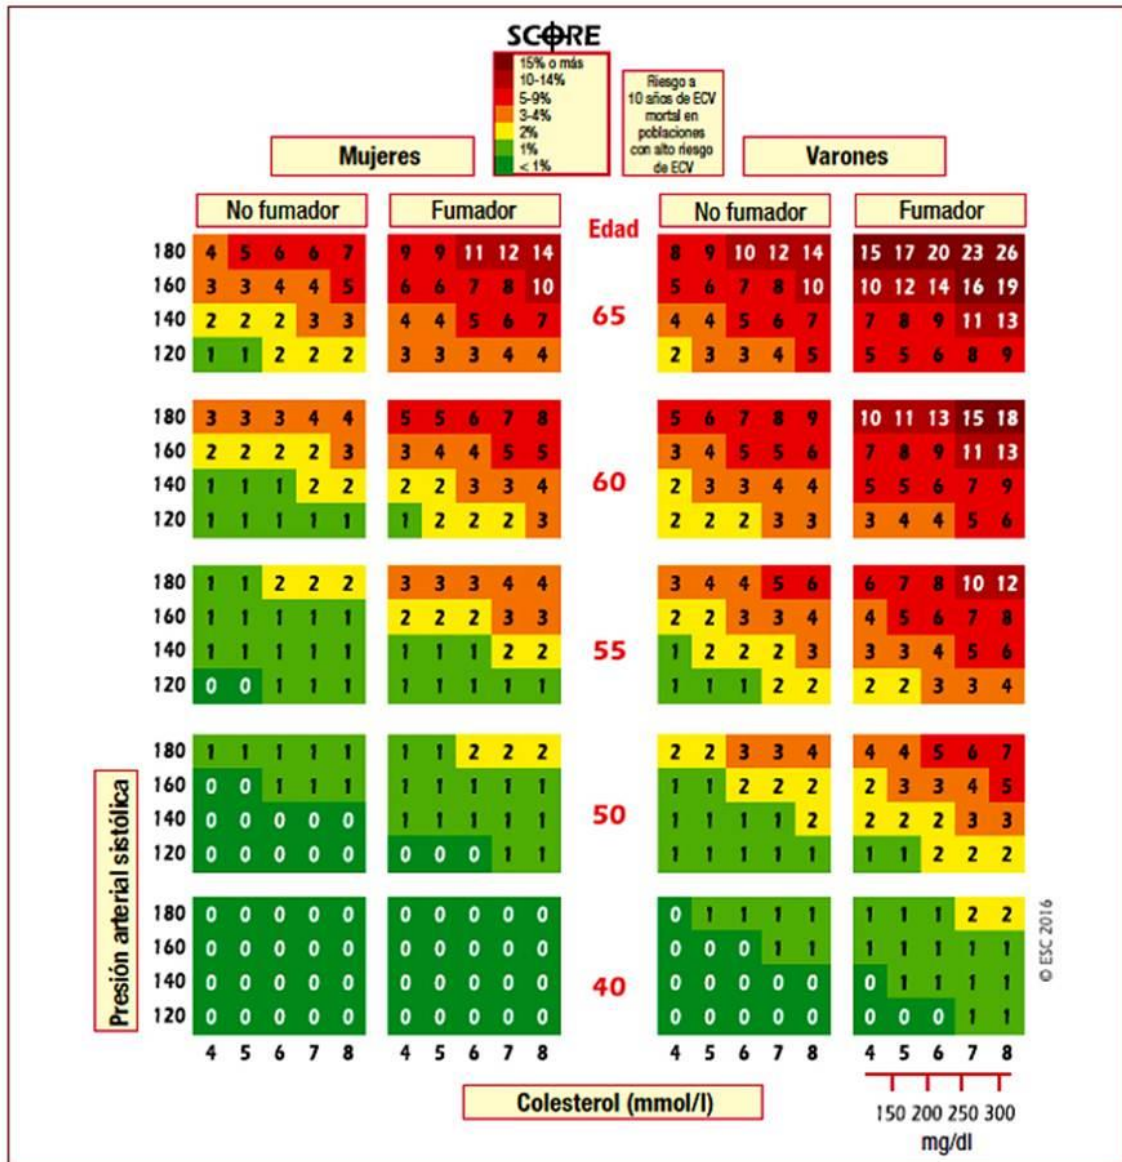 SCORE
15% o más
10-14%
5-9%
3-4%
2%
1%
< 1%
Riesgo a
10 años de ECV
mortal en
poblaciones
con alto riesgo
de ECV
Mujeres
Varones
No fumador
Fumador
Edad
No fumador
Fumador
180 4 5 6 6 7 9 9 11 12 14 8 9 10 12 14 15 17 20 23 26
160 3 3 4 4 5 6 6 7 8 10 5 6 7 8 10 10 12 14 16 19
65
140 2 2 2 3 3 4 4 5 6 7 4 4 5 6 7 7 8 9 11 13
120 1 1 2 2 2 3 3 3 4 4 2 3 3 4 5 5 5 6 8 9
180 3 3 3 4 4 5 5 6 7 8 5 6 7 8 9 10 11 13 15 18
160 2 2 2 2 3 3 4 4 5 5 3 4 5 5 6 7 8 9 11 13
60
140 1 1 1 2 2 2 2 3 3 4 2 3 3 4 4 5 5 6 7 9
120 1 1 1 1 1 1 2 2 2 3 2 2 2 3 3 3 4 4 5 6
180 1 1 2 2 2 3 3 3 4 4 3 4 4 5 6 6 7 8 10 12
160 1 1 1 1 1 2 2 2 3 3 2 2 3 3 4 4 5 6 7 8
55
140 1 1 1 1 1 1 1 1 2 2 1 2 2 2 3 3 3 4 5 6
120 0 0 1 1 1 1 1 1 1 1 1 1 1 2 2 2 2 3 3 4
180 1 1 1 1 1 1 1 2 2 2 2 2 3 3 4 4 4 5 6 7
160 0 0 1 1 1 1 1 1 1 1 1 1 2 2 2 2 3 3 4 5
50
140 0 0 0 0 0 1 1 1 1 1 1 1 1 1 2 2 2 2 3 3
120 0 0 0 0 0 0 0 0 1 1 1 1 1 1 1 1 1 2 2 2
180 0 0 0 0 0 0 0 0 0 0 0 1 1 1 1 1 1 1 2 2
160 0 0 0 0 0 0 0 0 0 0 0 0 0 1 1 1 1 1 1 1
40
140 0 0 0 0 0 0 0 0 0 0 0 0 0 0 0 0 1 1 1 1
120 0 0 0 0 0 0 0 0 0 0 0 0 0 0 0 0 0 0 1 1
4 5 6 7 8 4 5 6 7 8 4 5 6 7 8 4 5 6 7 8
Presión arterial sistólica
© ESC 2016
Colesterol (mmol/l)
150 200 250 300
mg/dl